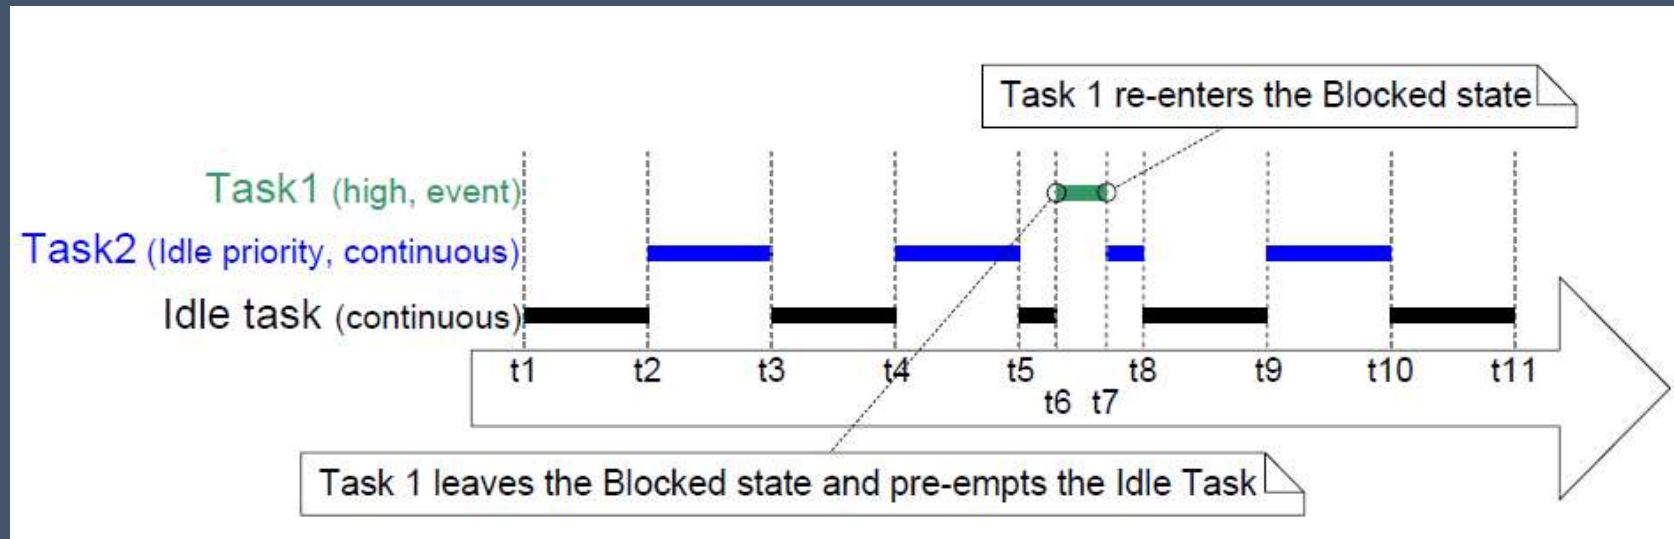 Task 1 re-enters the Blocked state
Task1 (high, event)
Task2 (Idle priority, continuous)
Idle task (continuous)
t1 t2 t3 t4 t5 t8 t9 t10 t11
t6 t7
Task 1 leaves the Blocked state and pre-empts the Idle Task